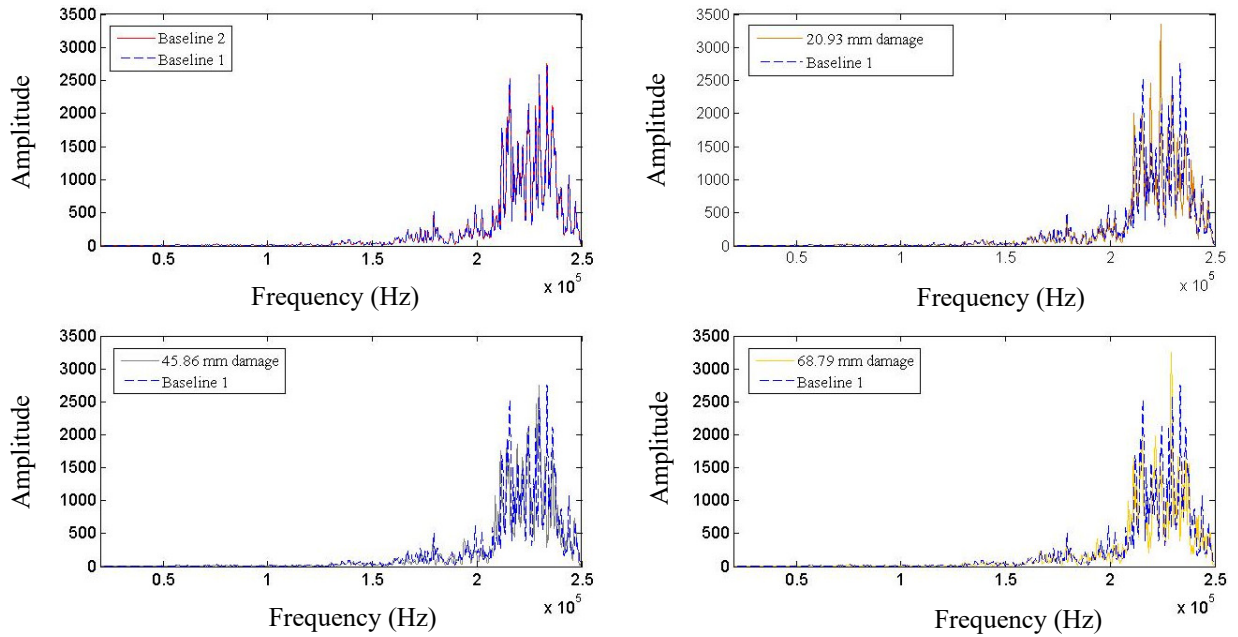 3500
3000
2500
2000
1500
1000
500
0
Amplitude
Baseline 2
Baseline 1
0.5
1
1.5
2
2.5
x 10^5
Frequency (Hz)
3500
3000
2500
2000
1500
1000
500
0
Amplitude
20.93 mm damage
Baseline 1
0.5
1
1.5
2
2.5
x 10^5
Frequency (Hz)
3500
3000
2500
2000
1500
1000
500
0
Amplitude
45.86 mm damage
Baseline 1
0.5
1
1.5
2
2.5
x 10^5
Frequency (Hz)
3500
3000
2500
2000
1500
1000
500
0
Amplitude
68.79 mm damage
Baseline 1
0.5
1
1.5
2
2.5
x 10^5
Frequency (Hz)